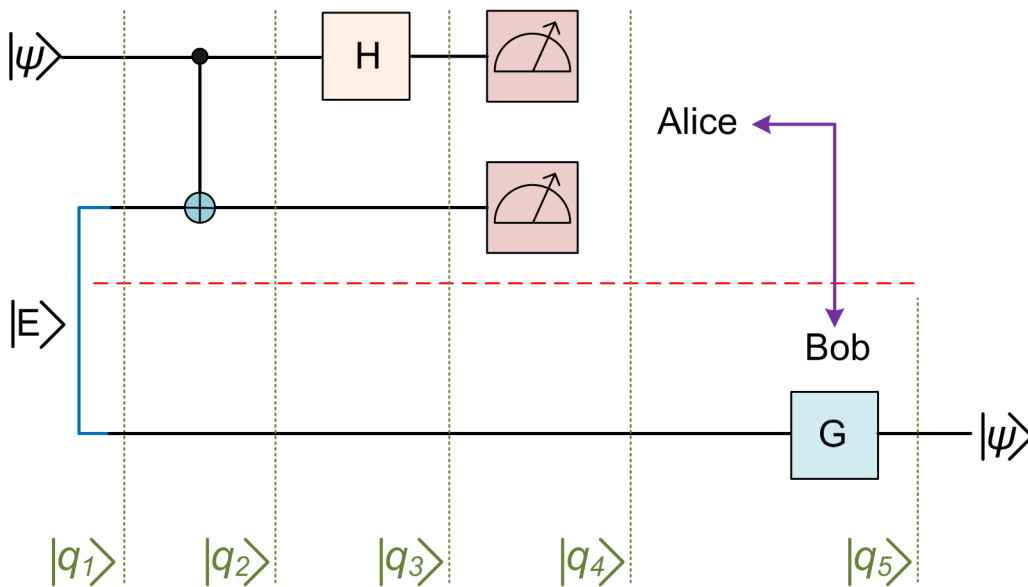 |ψ⟩
H
Alice
|E⟩
Bob
G
|ψ⟩
|q₁⟩ |q₂⟩ |q₃⟩ |q₄⟩ |q₅⟩